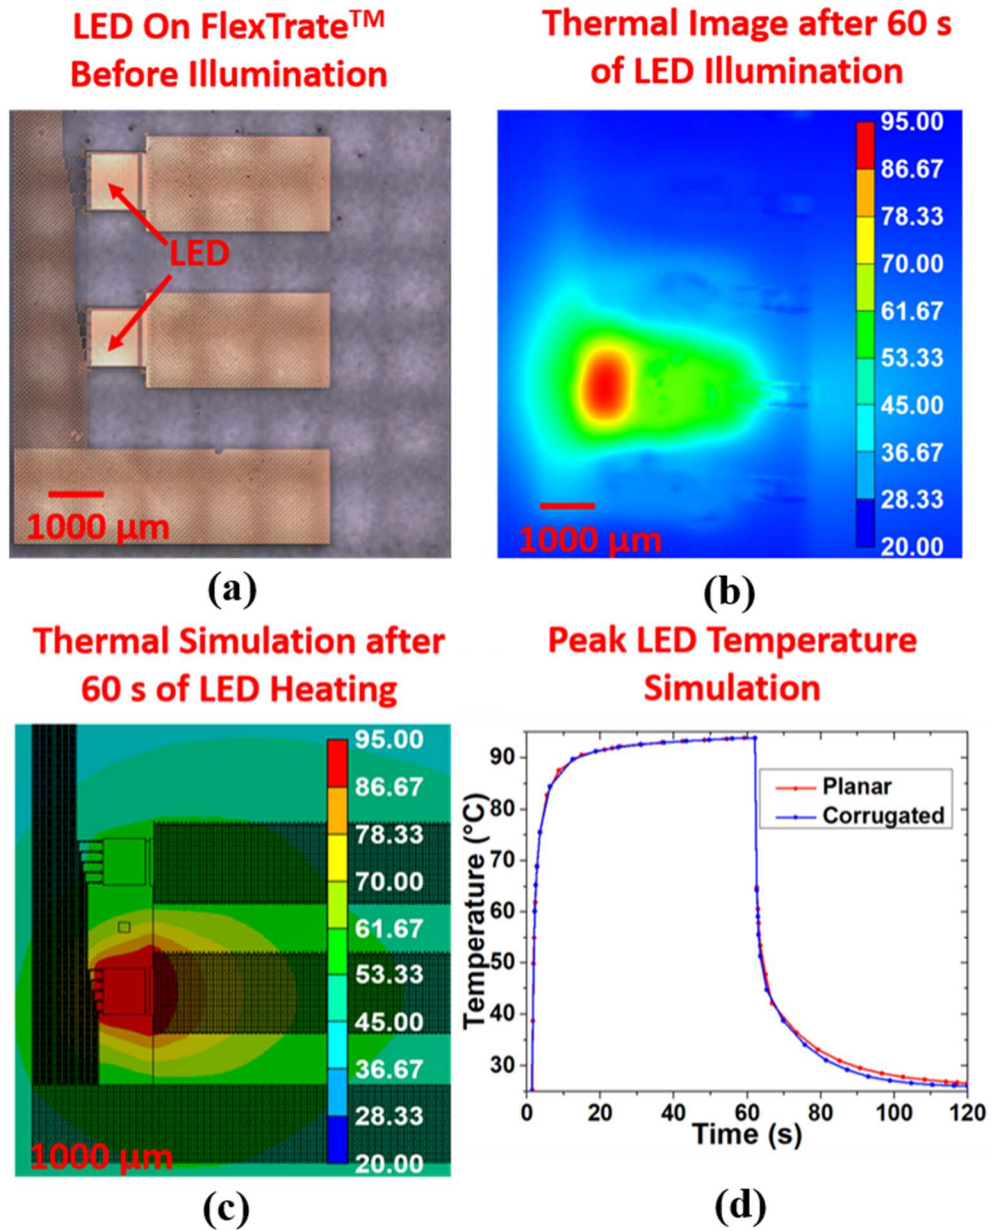 LED On FlexTrate™
Before Illumination
LED
1000 µm
(a)
Thermal Image after 60 s
of LED Illumination
95.00
86.67
78.33
70.00
61.67
53.33
45.00
36.67
28.33
20.00
1000 µm
(b)
Thermal Simulation after
60 s of LED Heating
95.00
86.67
78.33
70.00
61.67
53.33
45.00
36.67
28.33
20.00
1000 µm
(c)
Peak LED Temperature
Simulation
Temperature (°C)
90
80
70
60
50
40
30
Planar
Corrugated
0 20 40 60 80 100 120
Time (s)
(d)